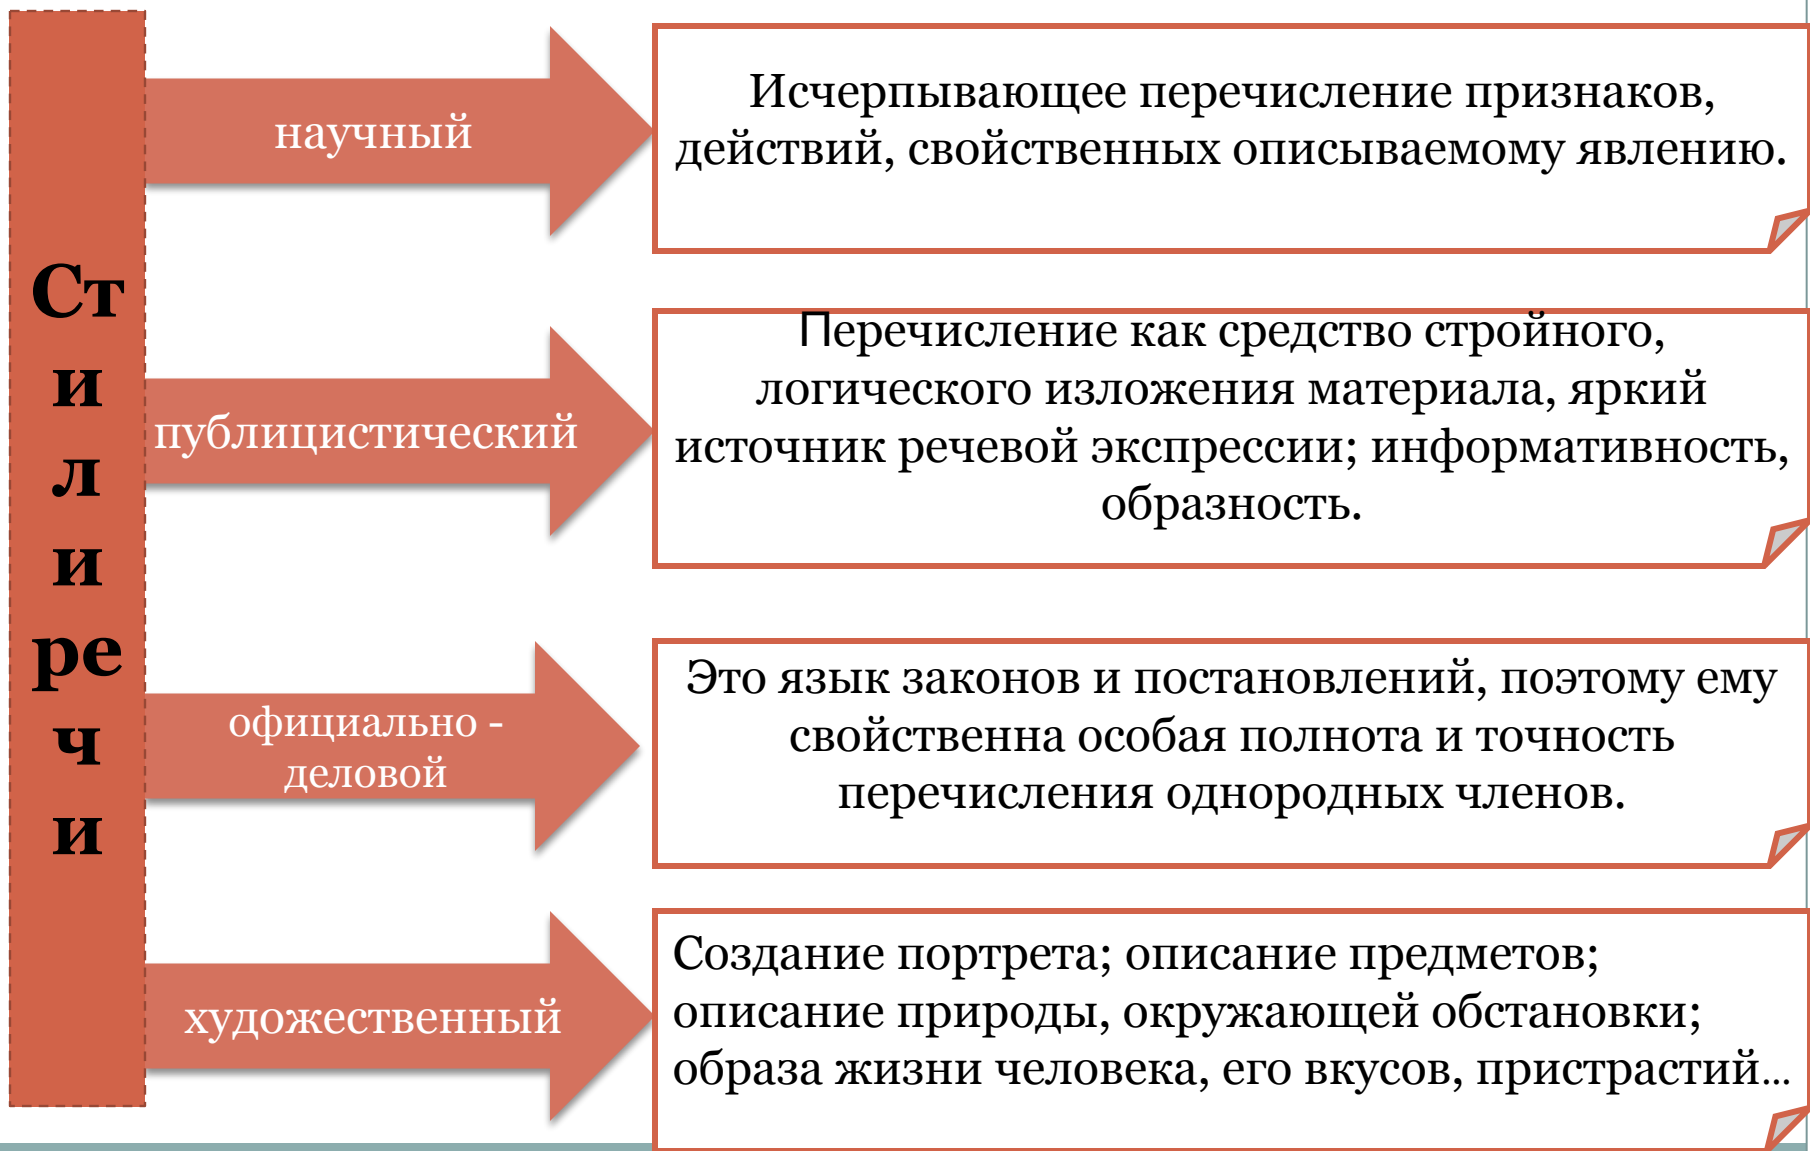 Ст
и
л
и
ре
ч
и
научный
Исчерпывающее перечисление признаков,
действий, свойственных описываемому явлению.
публицистический
Перечисление как средство стройного,
логического изложения материала, яркий
источник речевой экспрессии; информативность,
образность.
официально -
деловой
Это язык законов и постановлений, поэтому ему
свойственна особая полнота и точность
перечисления однородных членов.
художественный
Создание портрета; описание предметов;
описание природы, окружающей обстановки;
образа жизни человека, его вкусов, пристрастий...